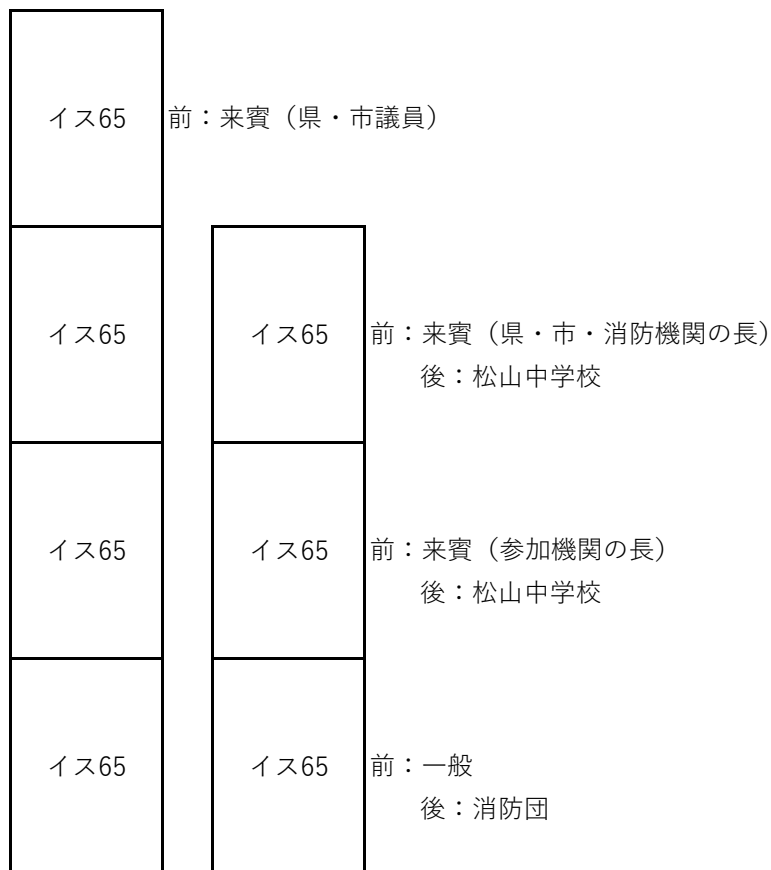 イス65 前：来賓（県・市議員）
イス65 イス65 前：来賓（県・市・消防機関の長）
後：松山中学校
イス65 イス65 前：来賓（参加機関の長）
後：松山中学校
イス65 イス65 前：一般
後：消防団